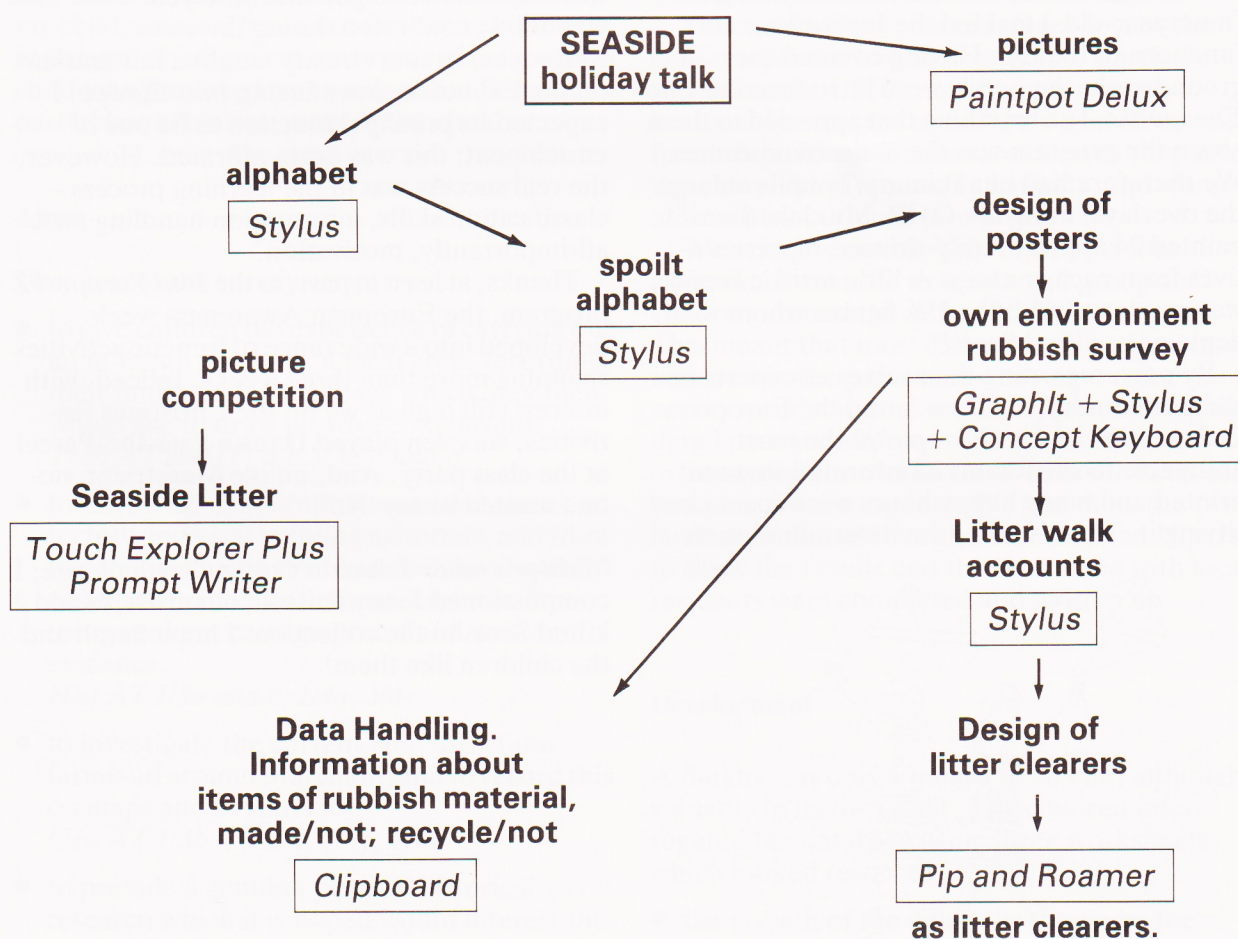 SEASIDE
holiday talk
pictures
Paintpot Delux
alphabet
Stylus
spoilt
alphabet
Stylus
design of
posters
own environment
rubbish survey
GraphIt + Stylus
+ Concept Keyboard
picture
competition
Seaside Litter
Touch Explorer Plus
Prompt Writer
Litter walk
accounts
Stylus
Data Handling.
Information about
items of rubbish material,
made/not; recycle/not
Clipboard
Design of
litter clearers
Pip and Roamer
as litter clearers.